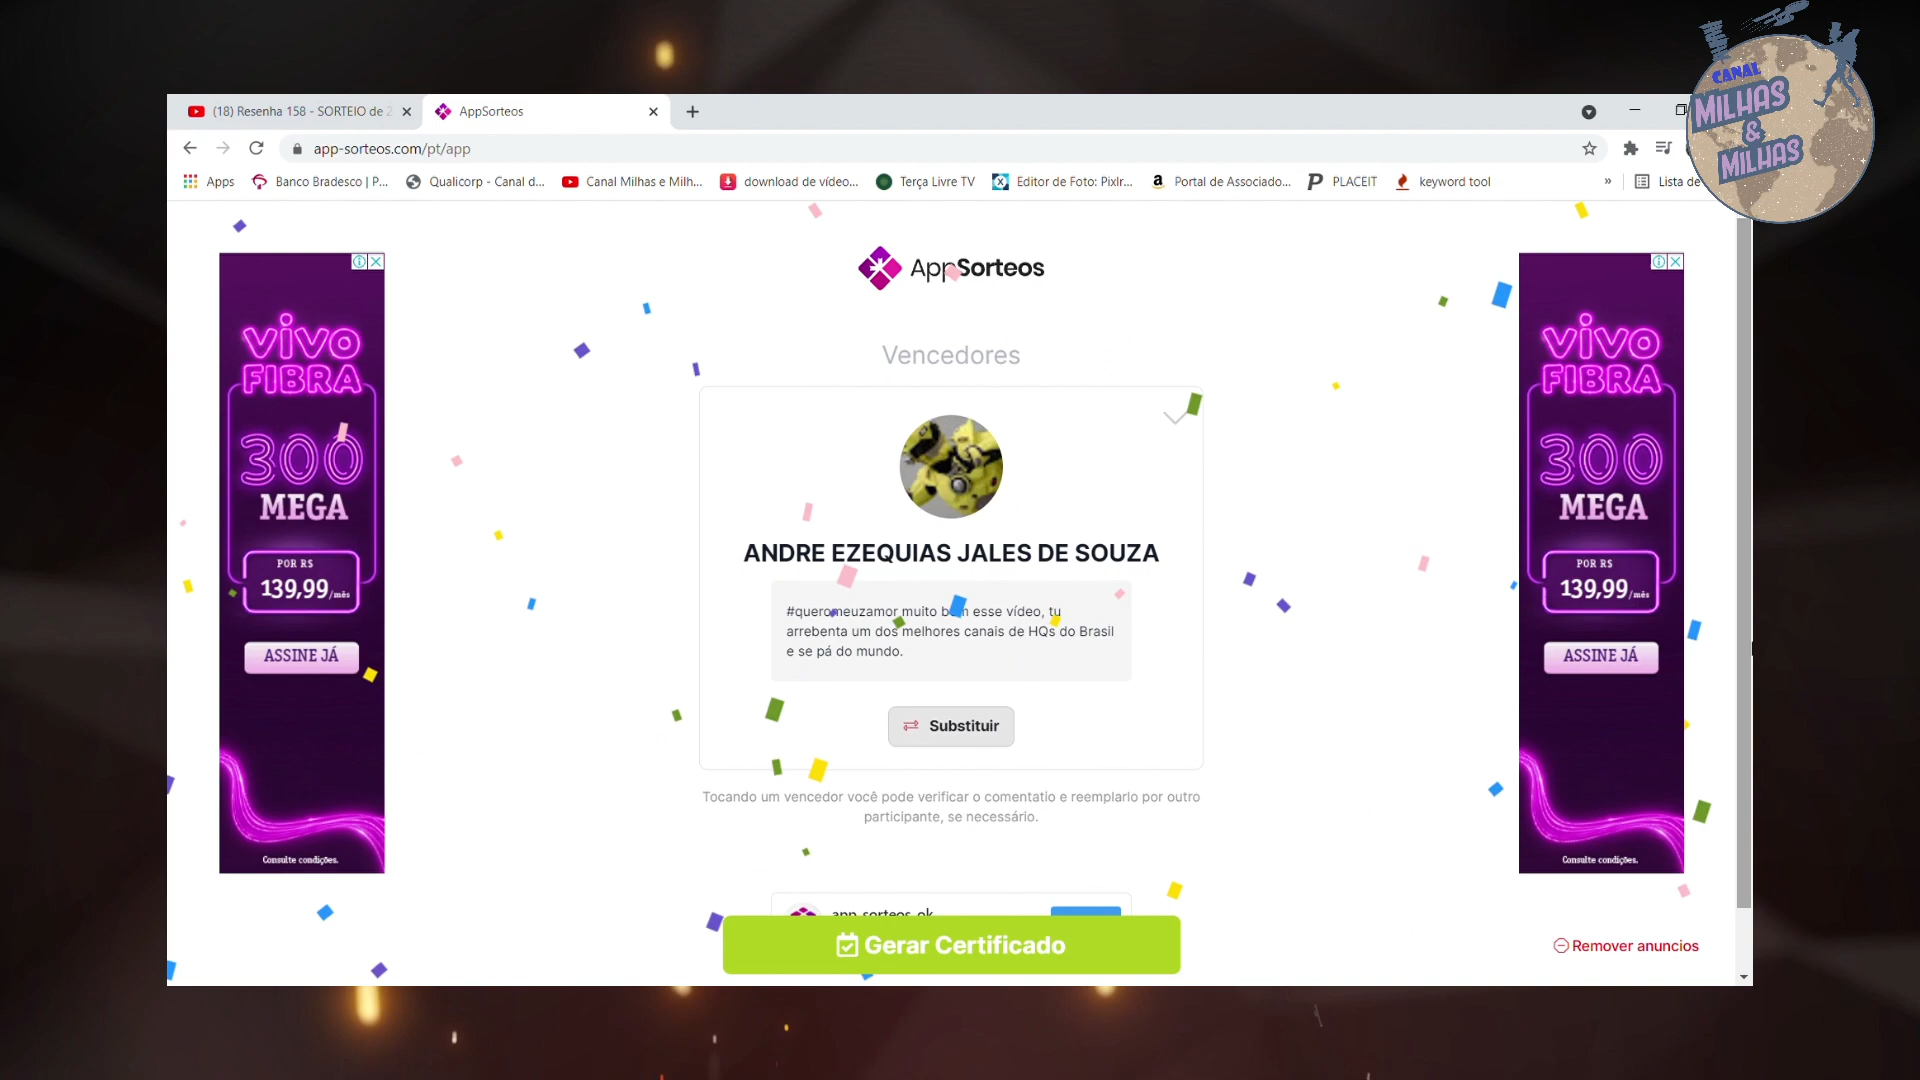 CANAL
MILHAS
&
MILHAS
(18) Resenha 158 - SORTEIO de 2
AppSorteos
app-sorteos.com/pt/app
Apps
Banco Bradesco | P...
Qualicorp - Canal d...
Canal Milhas e Milh...
download de vídeo...
Terça Livre TV
Editor de Foto: Pixlr...
Portal de Associado...
PLACEIT
keyword tool
»
Lista de
AppSorteos
Vencedores
ANDRE EZEQUIAS JALES DE SOUZA
#queromeuzamor muito bom esse vídeo, tu
arrebenta um dos melhores canais de HQs do Brasil
e se pá do mundo.
Substituir
Tocando um vencedor você pode verificar o comentatio e reemplarlo por outro
participante, se necessário.
app_sorteos_ok
Gerar Certificado
Remover anuncios
vivo
FIBRA
300
MEGA
POR R$
139,99/mês
ASSINE JÁ
Consulte condições.
vivo
FIBRA
300
MEGA
POR R$
139,99/mês
ASSINE JÁ
Consulte condições.